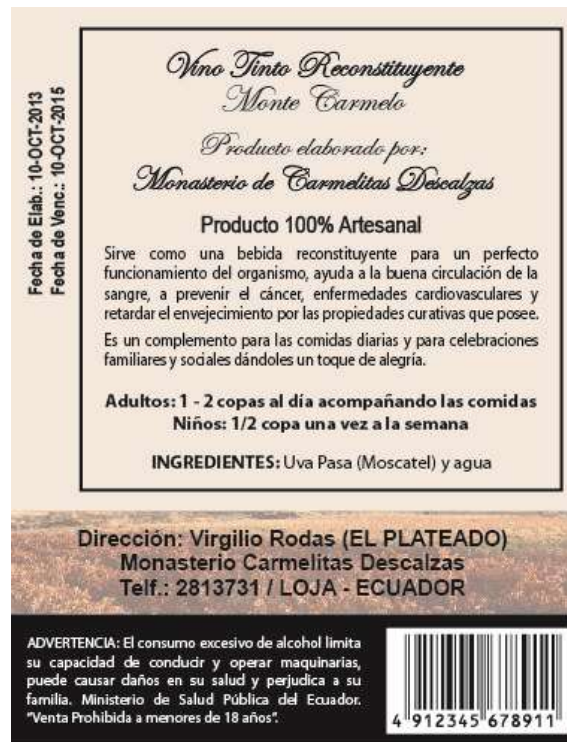 Fecha de Elab.: 10-OCT-2013
Fecha de Venc.: 10-OCT-2015
Vino Tinto Reconstituyente
Monte Carmelo
Producto elaborado por:
Monasterio de Carmelitas Descalzas
Producto 100% Artesanal
Sirve como una bebida reconstituyente para un perfecto
funcionamiento del organismo, ayuda a la buena circulación de la
sangre, a prevenir el cáncer, enfermedades cardiovasculares y
retardar el envejecimiento por las propiedades curativas que posee.
Es un complemento para las comidas diarias y para celebraciones
familiares y sociales dándoles un toque de alegría.
Adultos: 1 - 2 copas al día acompañando las comidas
Niños: 1/2 copa una vez a la semana
INGREDIENTES: Uva Pasa (Moscatel) y agua
Dirección: Virgilio Rodas (EL PLATEADO)
Monasterio Carmelitas Descalzas
Telf.: 2813731 / LOJA - ECUADOR
ADVERTENCIA: El consumo excesivo de alcohol limita
su capacidad de conducir y operar maquinarias,
puede causar daños en su salud y perjudica a su
familia. Ministerio de Salud Pública del Ecuador.
"Venta Prohibida a menores de 18 años".
4 912345 678911